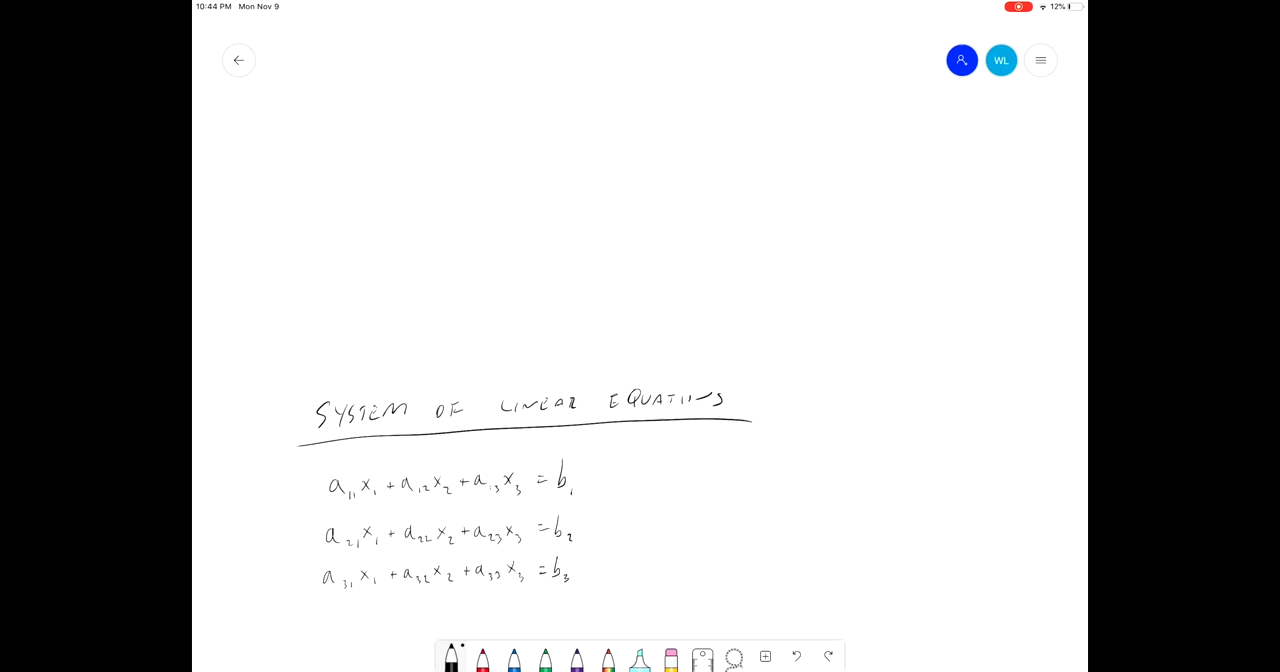 10:44 PM Mon Nov 9
12%
WL
SYSTEM OF LINEAR EQUATIONS
a₁₁x₁ + a₁₂x₂ + a₁₃x₃ = b₁
a₂₁x₁ + a₂₂x₂ + a₂₃x₃ = b₂
a₃₁x₁ + a₃₂x₂ + a₃₃x₃ = b₃